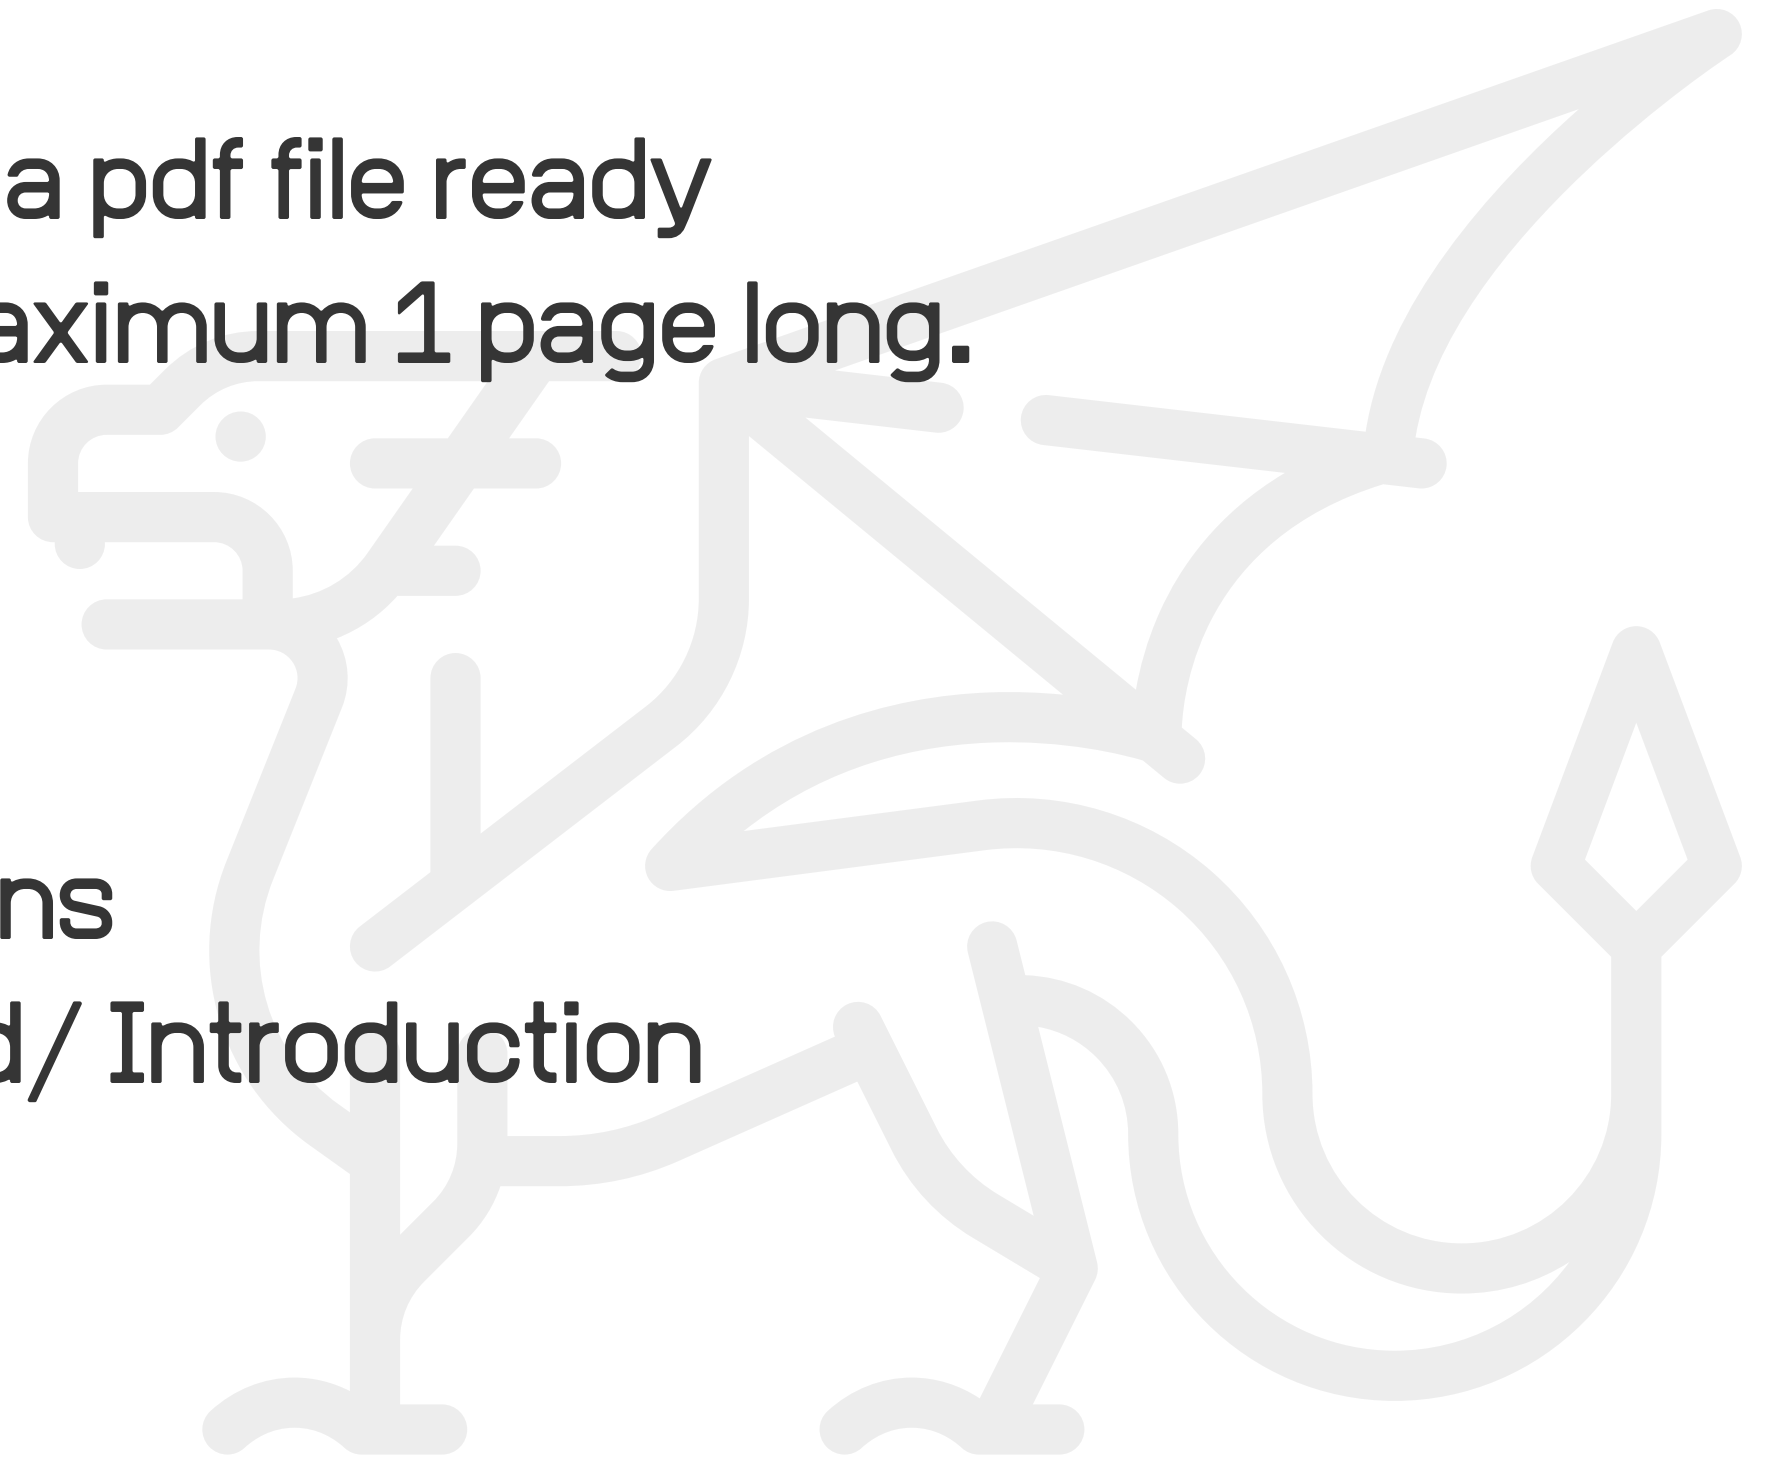 a pdf file ready
aximum 1 page long.
ns
d/ Introduction